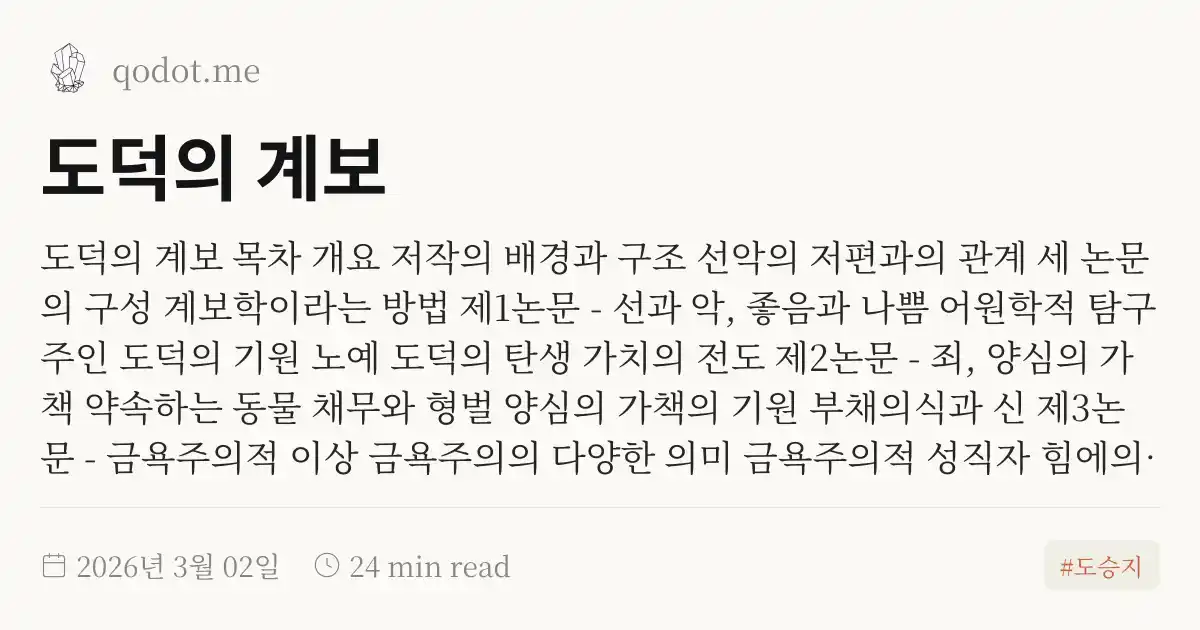 qodot.me
도덕의 계보
도덕의 계보 목차 개요 저작의 배경과 구조 선악의 저편과의 관계 세 논문
의 구성 계보학이라는 방법 제1논문 - 선과 악, 좋음과 나쁨 어원학적 탐구
주인 도덕의 기원 노예 도덕의 탄생 가치의 전도 제2논문 - 죄, 양심의 가
책 약속하는 동물 채무와 형벌 양심의 가책의 기원 부채의식과 신 제3논
문 - 금욕주의적 이상 금욕주의의 다양한 의미 금욕주의적 성직자 힘에의·
2026년 3월 02일 24 min read #도승지